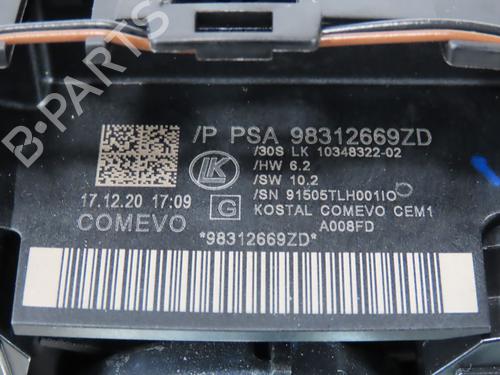 /P PSA 98312669ZD
/30S LK 10348322-02
/HW 6.2
/SW 10.2
/SN 91505TLH001IO
KOSTAL COMEVO CEM1
A008FD
LK
G
17.12.20 17:09
COMEVO
*98312669ZD*
B-PARTS